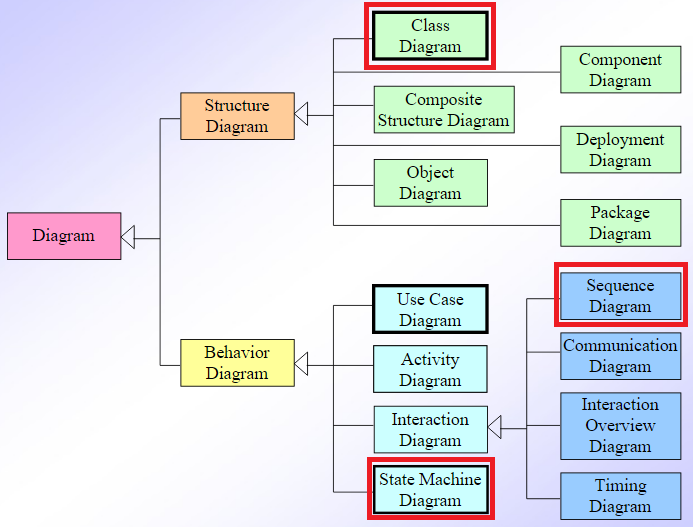 Class
Diagram
Component
Diagram
Structure
Diagram
Composite
Structure Diagram
Deployment
Diagram
Object
Diagram
Package
Diagram
Diagram
Sequence
Diagram
Use Case
Diagram
Behavior
Diagram
Activity
Diagram
Communication
Diagram
Interaction
Diagram
Interaction
Overview
Diagram
State Machine
Diagram
Timing
Diagram